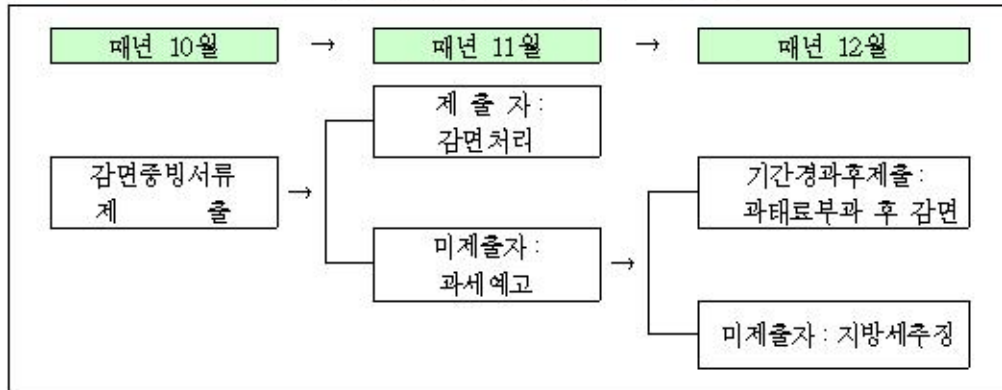 매년 10월 → 매년 11월 → 매년 12월
제 출 자 :
감면처리
감면증빙서류
제 출
→
기간경과후제출 :
과태료부과 후 감면
미제출자 :
과세예고
→
미제출자 : 지방세추징